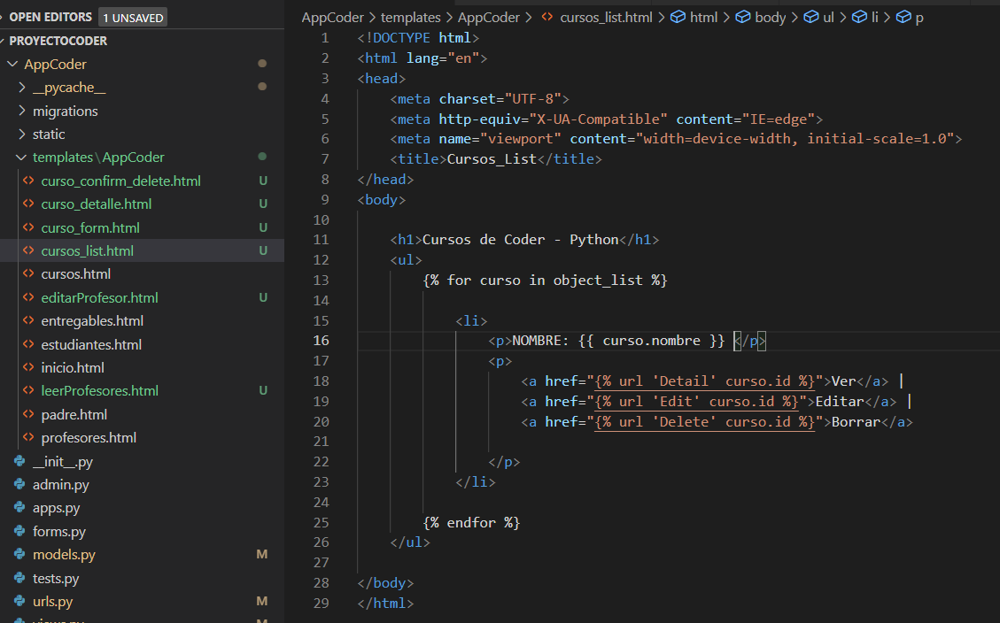 OPEN EDITORS 1 UNSAVED
PROYECTOCODER
AppCoder
__pycache__
migrations
static
templates\AppCoder
curso_confirm_delete.html U
curso_detalle.html U
curso_form.html U
cursos_list.html U
cursos.html
editarProfesor.html U
entregables.html
estudiantes.html
inicio.html
leerProfesores.html U
padre.html
profesores.html
__init__.py
admin.py
apps.py
forms.py
models.py M
tests.py
urls.py M
views.py M
AppCoder > templates > AppCoder > <> cursos_list.html > html > body > ul > li > p
1 <!DOCTYPE html>
2 <html lang="en">
3 <head>
4 <meta charset="UTF-8">
5 <meta http-equiv="X-UA-Compatible" content="IE=edge">
6 <meta name="viewport" content="width=device-width, initial-scale=1.0">
7 <title>Cursos_List</title>
8 </head>
9 <body>
10
11 <h1>Cursos de Coder - Python</h1>
12 <ul>
13 {% for curso in object_list %}
14
15 <li>
16 <p>NOMBRE: {{ curso.nombre }} </p>
17 <p>
18 <a href="{% url 'Detail' curso.id %}">Ver</a> |
19 <a href="{% url 'Edit' curso.id %}">Editar</a> |
20 <a href="{% url 'Delete' curso.id %}">Borrar</a>
21
22 </p>
23 </li>
24
25 {% endfor %}
26 </ul>
27
28 </body>
29 </html>